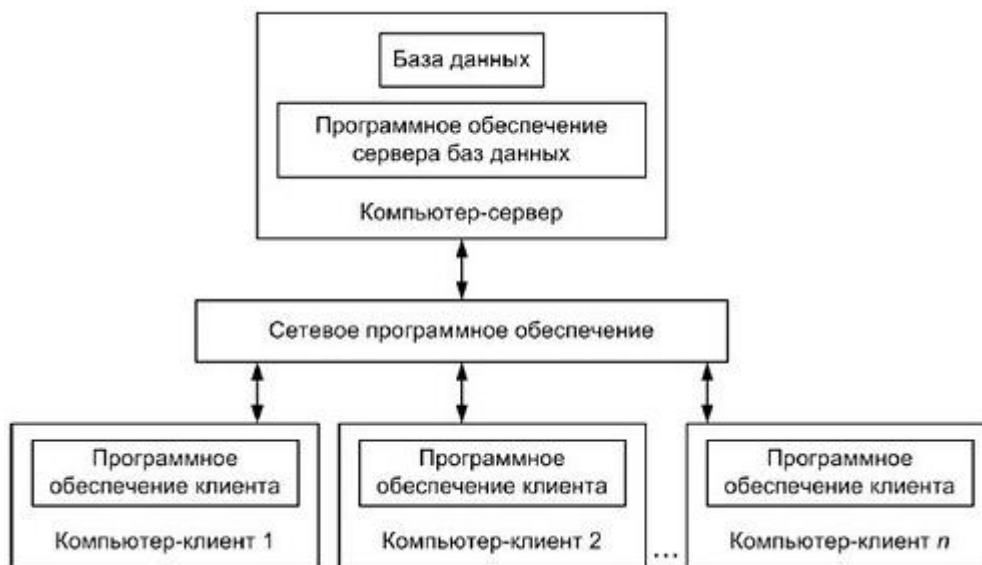 База данных
Программное обеспечение
сервера баз данных
Компьютер-сервер
Сетевое программное обеспечение
Программное
обеспечение клиента
Компьютер-клиент 1
Программное
обеспечение клиента
Компьютер-клиент 2
...
Программное
обеспечение клиента
Компьютер-клиент n